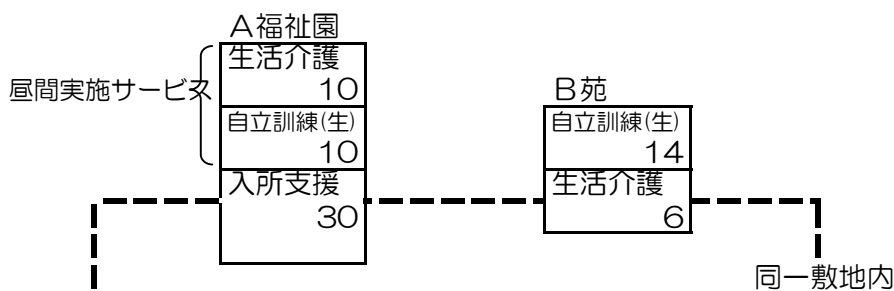 A福祉園
生活介護
10
昼間実施サービス
自立訓練(生)
10
入所支援
30
B苑
自立訓練(生)
14
生活介護
6
同一敷地内